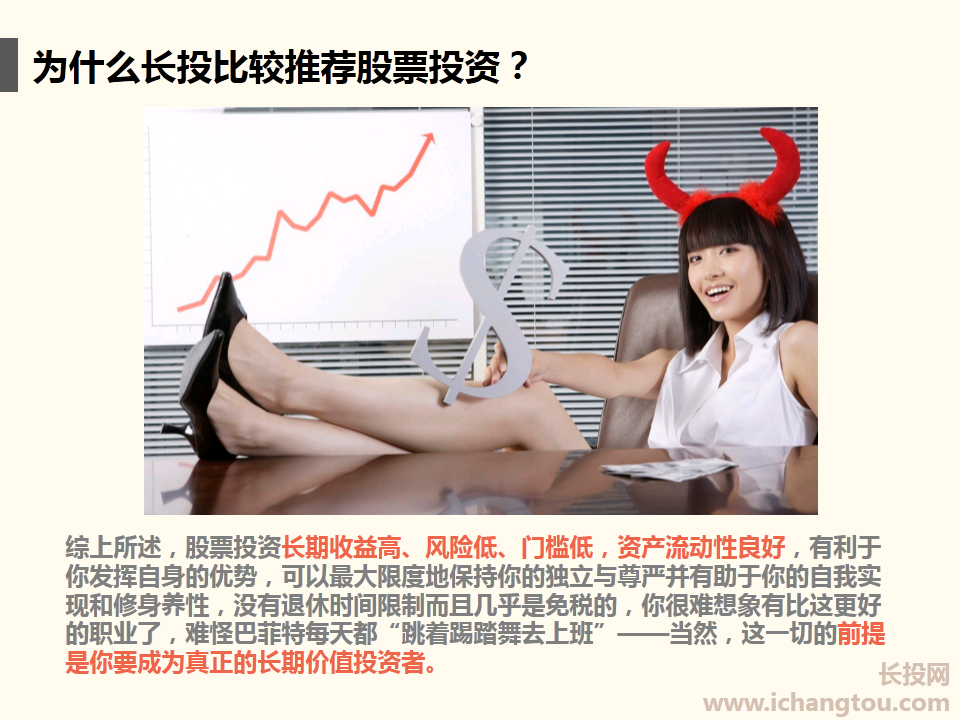 为什么长投比较推荐股票投资？
综上所述，股票投资长期收益高、风险低、门槛低，资产流动性良好，有利于
你发挥自身的优势，可以最大限度地保持你的独立与尊严并有助于你的自我实
现和修身养性，没有退休时间限制而且几乎是免税的，你很难想象有比这更好
的职业了，难怪巴菲特每天都“跳着踢踏舞去上班”——当然，这一切的前提
是你要成为真正的长期价值投资者。
长投网
www.ichangtou.com